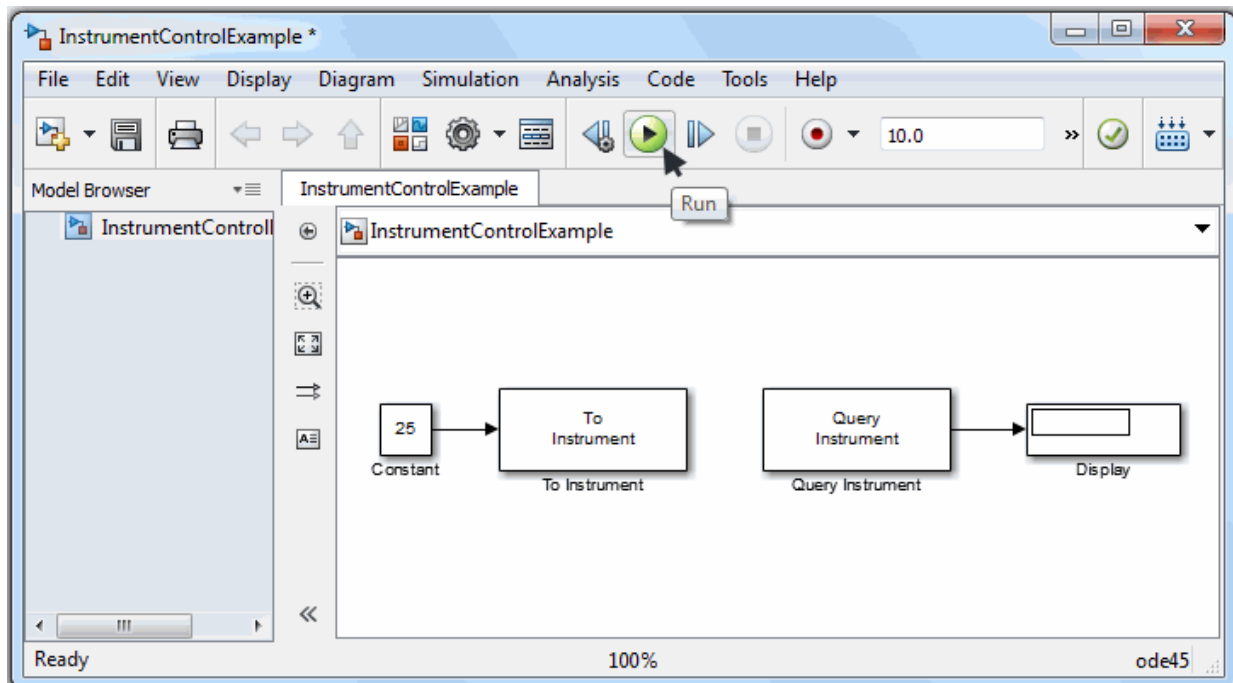 InstrumentControlExample *
File Edit View Display Diagram Simulation Analysis Code Tools Help
10.0 »
Model Browser
InstrumentControlExample
Run
InstrumentControll
InstrumentControlExample
25
To
Instrument
Query
Instrument
Constant
To Instrument
Query Instrument
Display
Ready 100% ode45